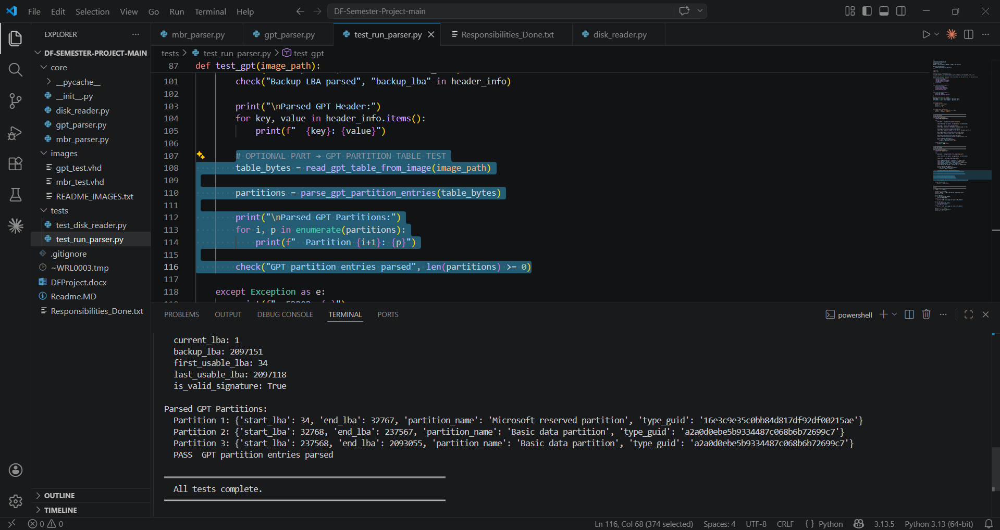 File Edit Selection View Go Run Terminal Help
DF-Semester-Project-main
EXPLORER
DF-SEMESTER-PROJECT-MAIN
core
__pycache__
__init__.py
disk_reader.py
gpt_parser.py
mbr_parser.py
images
gpt_test.vhd
mbr_test.vhd
README_IMAGES.txt
tests
test_disk_reader.py
test_run_parser.py
.gitignore
~WRL0003.tmp
DFProject.docx
Readme.MD
Responsibilities_Done.txt
OUTLINE
TIMELINE
mbr_parser.py gpt_parser.py test_run_parser.py Responsibilities_Done.txt disk_reader.py
tests > test_run_parser.py > test_gpt
87 def test_gpt(image_path):
101 check("Backup LBA parsed", "backup_lba" in header_info)
102
103 print("\nParsed GPT Header:")
104 for key, value in header_info.items():
105 print(f"  {key}: {value}")
106
107 # OPTIONAL PART → GPT PARTITION TABLE TEST
108 table_bytes = read_gpt_table_from_image(image_path)
109
110 partitions = parse_gpt_partition_entries(table_bytes)
111
112 print("\nParsed GPT Partitions:")
113 for i, p in enumerate(partitions):
114 print(f"  Partition {i+1}: {p}")
115
116 check("GPT partition entries parsed", len(partitions) >= 0)
117
118 except Exception as e:
PROBLEMS OUTPUT DEBUG CONSOLE TERMINAL PORTS
powershell
current_lba: 1
backup_lba: 2097151
first_usable_lba: 34
last_usable_lba: 2097118
is_valid_signature: True
Parsed GPT Partitions:
Partition 1: {'start_lba': 34, 'end_lba': 32767, 'partition_name': 'Microsoft reserved partition', 'type_guid': '16e3c9e35c0bb84d817df92df00215ae'}
Partition 2: {'start_lba': 32768, 'end_lba': 237567, 'partition_name': 'Basic data partition', 'type_guid': 'a2a0d0ebe5b9334487c068b6b72699c7'}
Partition 3: {'start_lba': 237568, 'end_lba': 2093055, 'partition_name': 'Basic data partition', 'type_guid': 'a2a0d0ebe5b9334487c068b6b72699c7'}
PASS  GPT partition entries parsed
All tests complete.
0 0
Ln 116, Col 68 (374 selected) Spaces: 4 UTF-8 CRLF { } Python 3.13.5 Python 3.13 (64-bit)